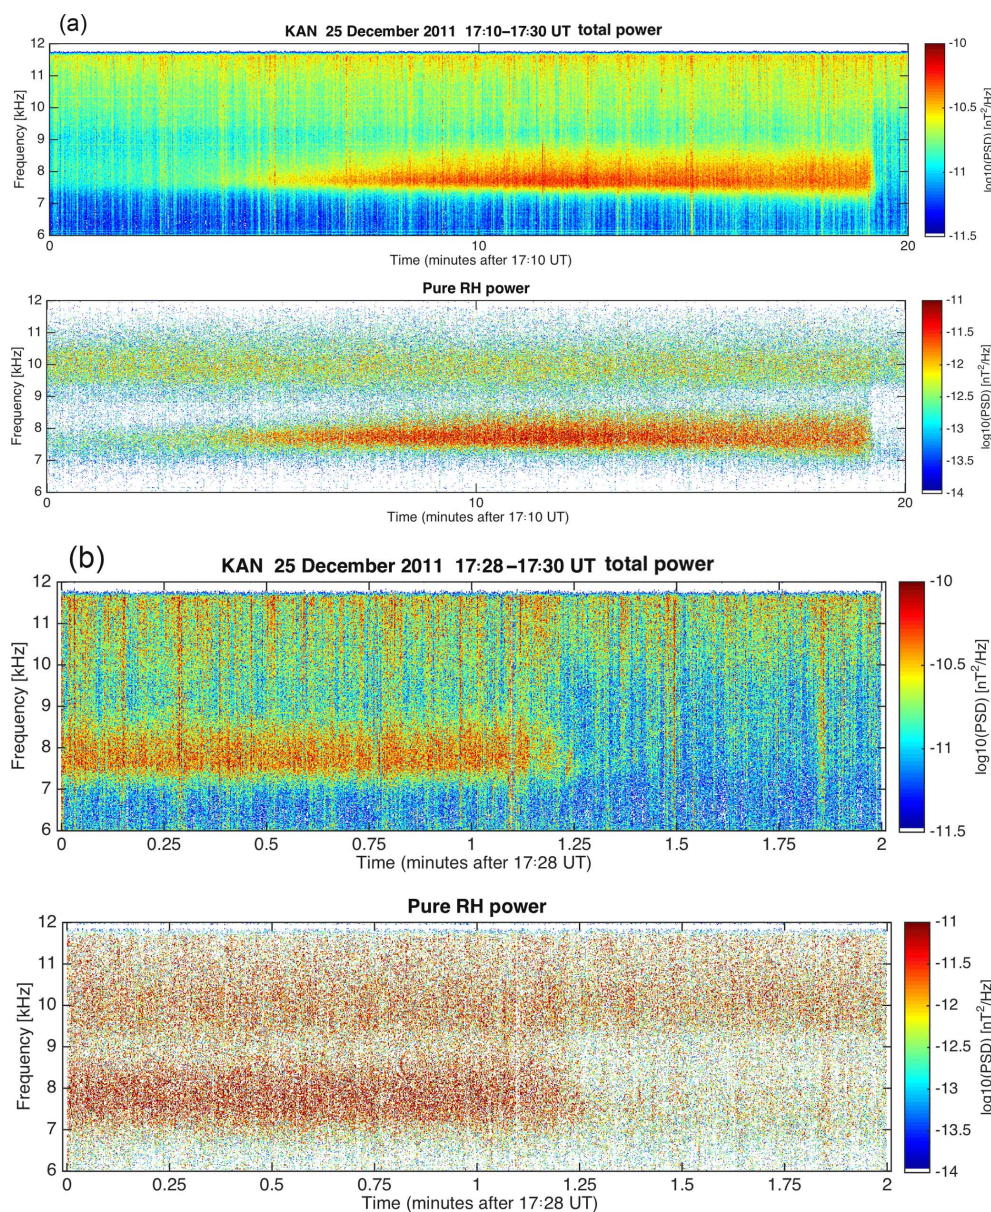 (a)
KAN 25 December 2011 17:10–17:30 UT total power
Frequency [kHz]
12
11
10
9
8
7
6
0
10
20
Time (minutes after 17:10 UT)
-10
-10.5
-11
-11.5
log10(PSD) [nT²/Hz]
Pure RH power
Frequency [kHz]
12
11
10
9
8
7
6
0
10
20
Time (minutes after 17:10 UT)
-11
-11.5
-12
-12.5
-13
-13.5
-14
log10(PSD) [nT²/Hz]
(b)
KAN 25 December 2011 17:28–17:30 UT total power
Frequency [kHz]
12
11
10
9
8
7
6
0 0.25 0.5 0.75 1 1.25 1.5 1.75 2
Time (minutes after 17:28 UT)
-10
-10.5
-11
-11.5
log10(PSD) [nT²/Hz]
Pure RH power
Frequency [kHz]
12
11
10
9
8
7
6
0 0.25 0.5 0.75 1 1.25 1.5 1.75 2
Time (minutes after 17:28 UT)
-11
-11.5
-12
-12.5
-13
-13.5
-14
log10(PSD) [nT²/Hz]